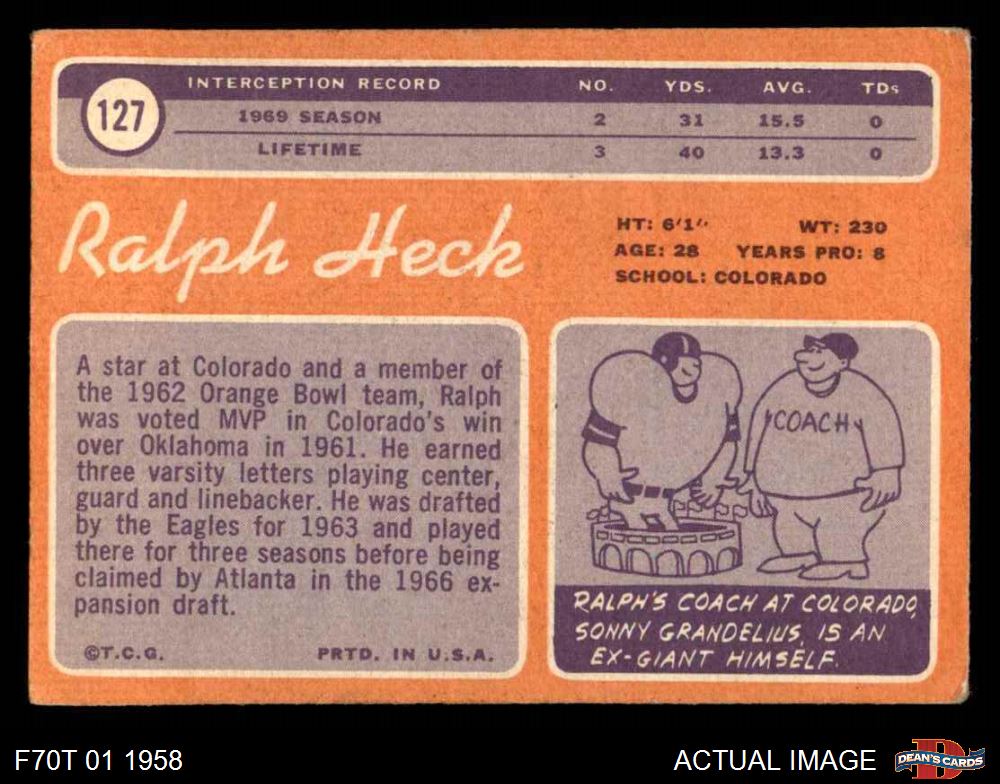 127
INTERCEPTION RECORD NO. YDS. AVG. TDs
1969 SEASON 2 31 15.5 0
LIFETIME 3 40 13.3 0
Ralph Heck
HT: 6'1" WT: 230
AGE: 28 YEARS PRO: 8
SCHOOL: COLORADO
A star at Colorado and a member of
the 1962 Orange Bowl team, Ralph
was voted MVP in Colorado's win
over Oklahoma in 1961. He earned
three varsity letters playing center,
guard and linebacker. He was drafted
by the Eagles for 1963 and played
there for three seasons before being
claimed by Atlanta in the 1966 ex-
pansion draft.
©T.C.G. PRTD. IN U.S.A.
COACH
RALPH'S COACH AT COLORADO,
SONNY GRANDELIUS, IS AN
EX-GIANT HIMSELF.
F70T 01 1958
ACTUAL IMAGE
D
DEAN'S CARDS